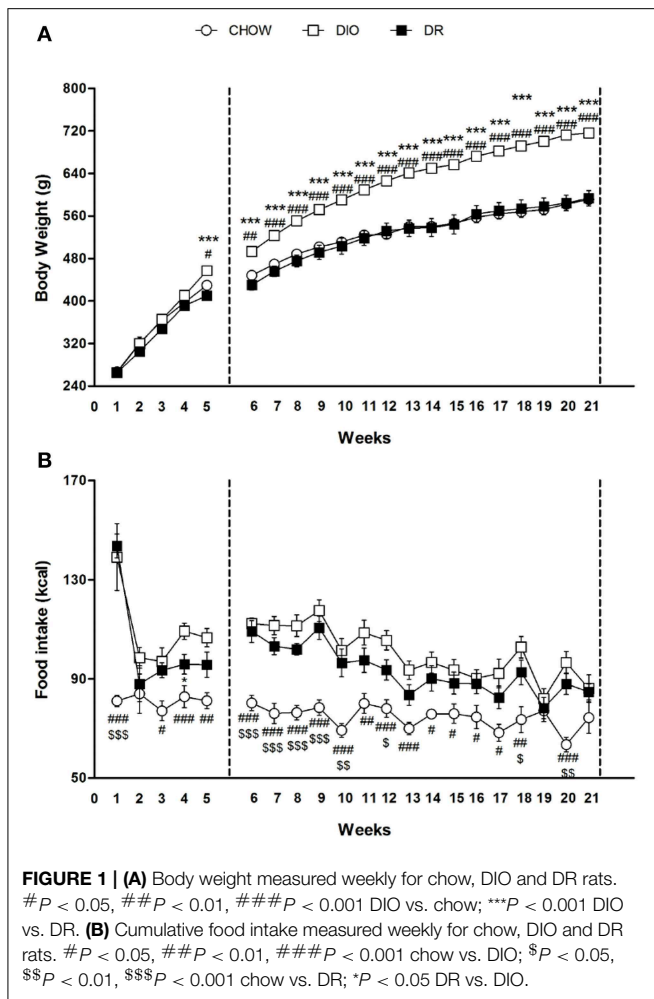 A
CHOW DIO DR
Body Weight (g)
800
720
640
560
480
400
320
240
*** *** *** *** *** *** *** *** *** *** *** *** *** *** *** *** ***
# ## ### ### ### ### ### ### ### ### ### ### ### ### ### ### ###
0 1 2 3 4 5 6 7 8 9 10 11 12 13 14 15 16 17 18 19 20 21
Weeks
B
Food intake (kcal)
170
130
90
50
*
### # ### ## ### ### ### ### ### ## ### ### # # # # ## ###
$$$ $$$ $$$ $$$ $$$ $$ $ $ $$
0 1 2 3 4 5 6 7 8 9 10 11 12 13 14 15 16 17 18 19 20 21
Weeks
FIGURE 1 | (A) Body weight measured weekly for chow, DIO and DR rats.
#P < 0.05, ##P < 0.01, ###P < 0.001 DIO vs. chow; ***P < 0.001 DIO
vs. DR. (B) Cumulative food intake measured weekly for chow, DIO and DR
rats. #P < 0.05, ##P < 0.01, ###P < 0.001 chow vs. DIO; $P < 0.05,
$$P < 0.01, $$$P < 0.001 chow vs. DR; *P < 0.05 DR vs. DIO.